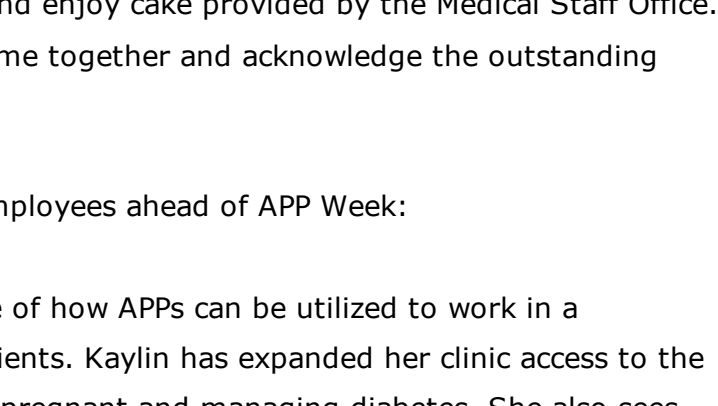 nd enjoy cake provided by the Medical Staff Office.
me together and acknowledge the outstanding
mployees ahead of APP Week:
e of how APPs can be utilized to work in a
ients. Kaylin has expanded her clinic access to the
pregnant and managing diabetes. She also sees